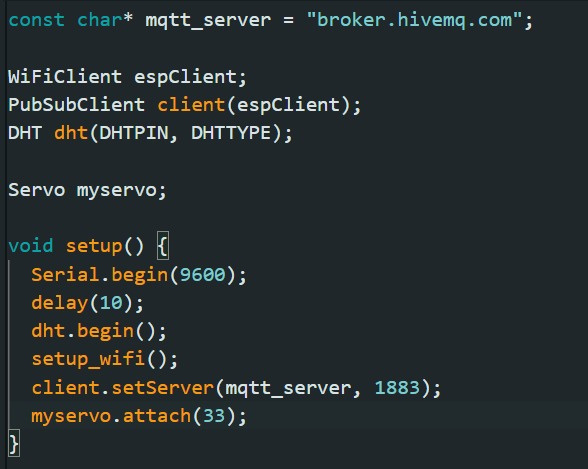 const char* mqtt_server = "broker.hivemq.com";
WiFiClient espClient;
PubSubClient client(espClient);
DHT dht(DHTPIN, DHTTYPE);
Servo myservo;
void setup() {
Serial.begin(9600);
delay(10);
dht.begin();
setup_wifi();
client.setServer(mqtt_server, 1883);
myservo.attach(33);
}